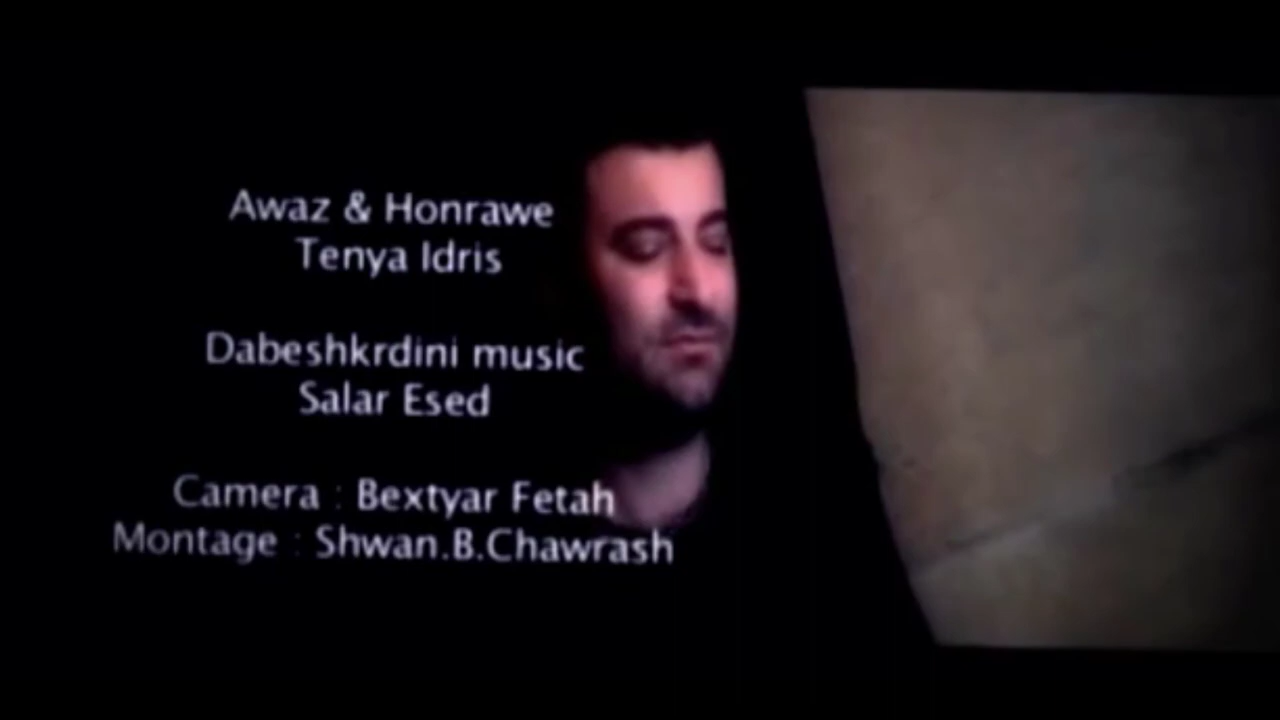 Awaz & Honrawe
Tenya Idris
Dabeshkrdini music
Salar Esed
Camera : Bextyar Fetah
Montage : Shwan.B.Chawrash